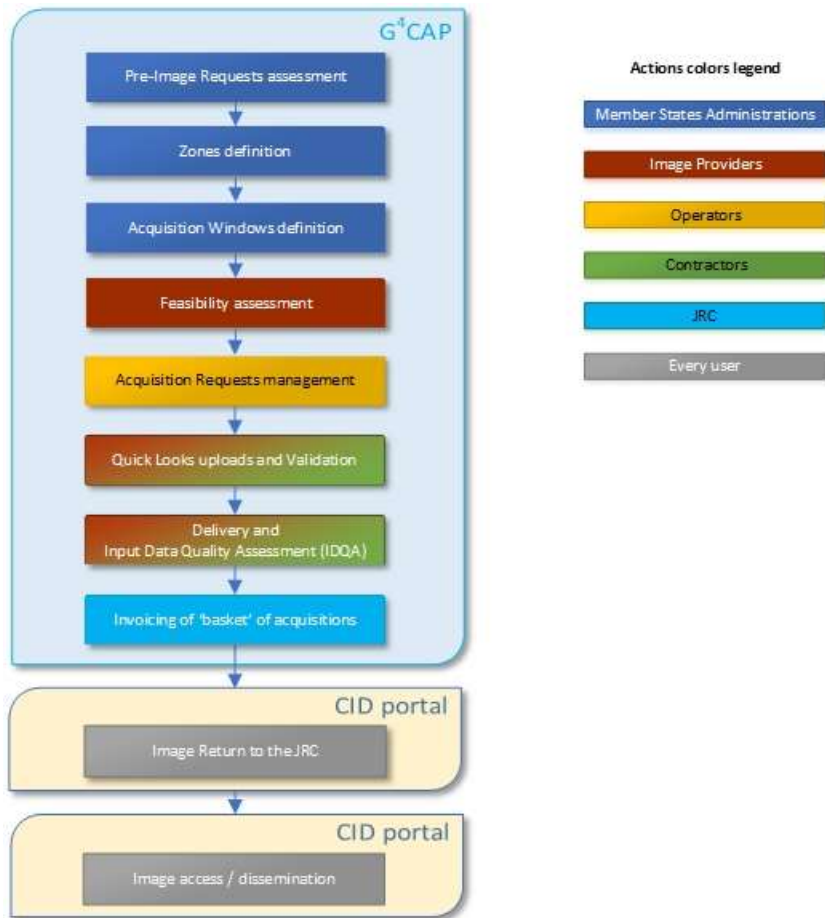 G⁴CAP
Pre-Image Requests assessment
Zones definition
Acquisition Windows definition
Feasibility assessment
Acquisition Requests management
Quick Looks uploads and Validation
Delivery and
Input Data Quality Assessment (IDQA)
Invoicing of 'basket' of acquisitions
CID portal
Image Return to the JRC
CID portal
Image access / dissemination
Actions colors legend
Member States Administrations
Image Providers
Operators
Contractors
JRC
Every user